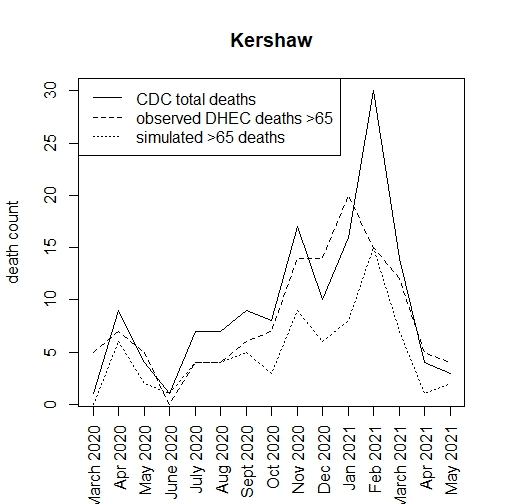 Kershaw
CDC total deaths
observed DHEC deaths >65
simulated >65 deaths
death count
30
25
20
15
10
5
0
March 2020
Apr 2020
May 2020
June 2020
July 2020
Aug 2020
Sept 2020
Oct 2020
Nov 2020
Dec 2020
Jan 2021
Feb 2021
March 2021
Apr 2021
May 2021